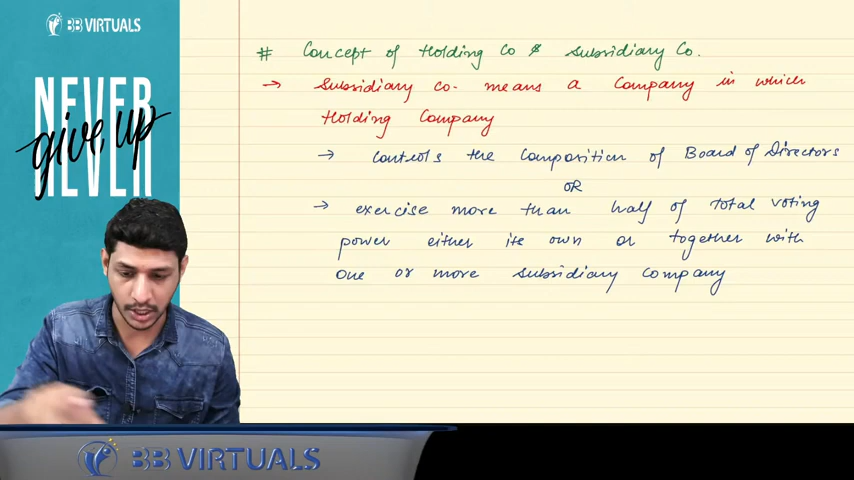 BB VIRTUALS
NEVER
give up
NEVER
# Concept of Holding Co & Subsidiary Co.
→ Subsidiary co. means a Company in which
Holding Company
→ controls the Composition of Board of Directors
OR
→ exercise more than half of total voting
power either its own or together with
one or more subsidiary company
BB VIRTUALS